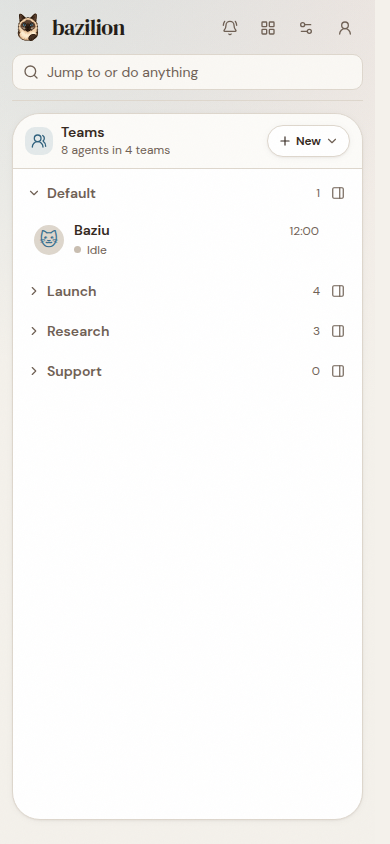 bazilion
Jump to or do anything
Teams
8 agents in 4 teams
New
Default
1
Baziu
12:00
Idle
Launch
4
Research
3
Support
0